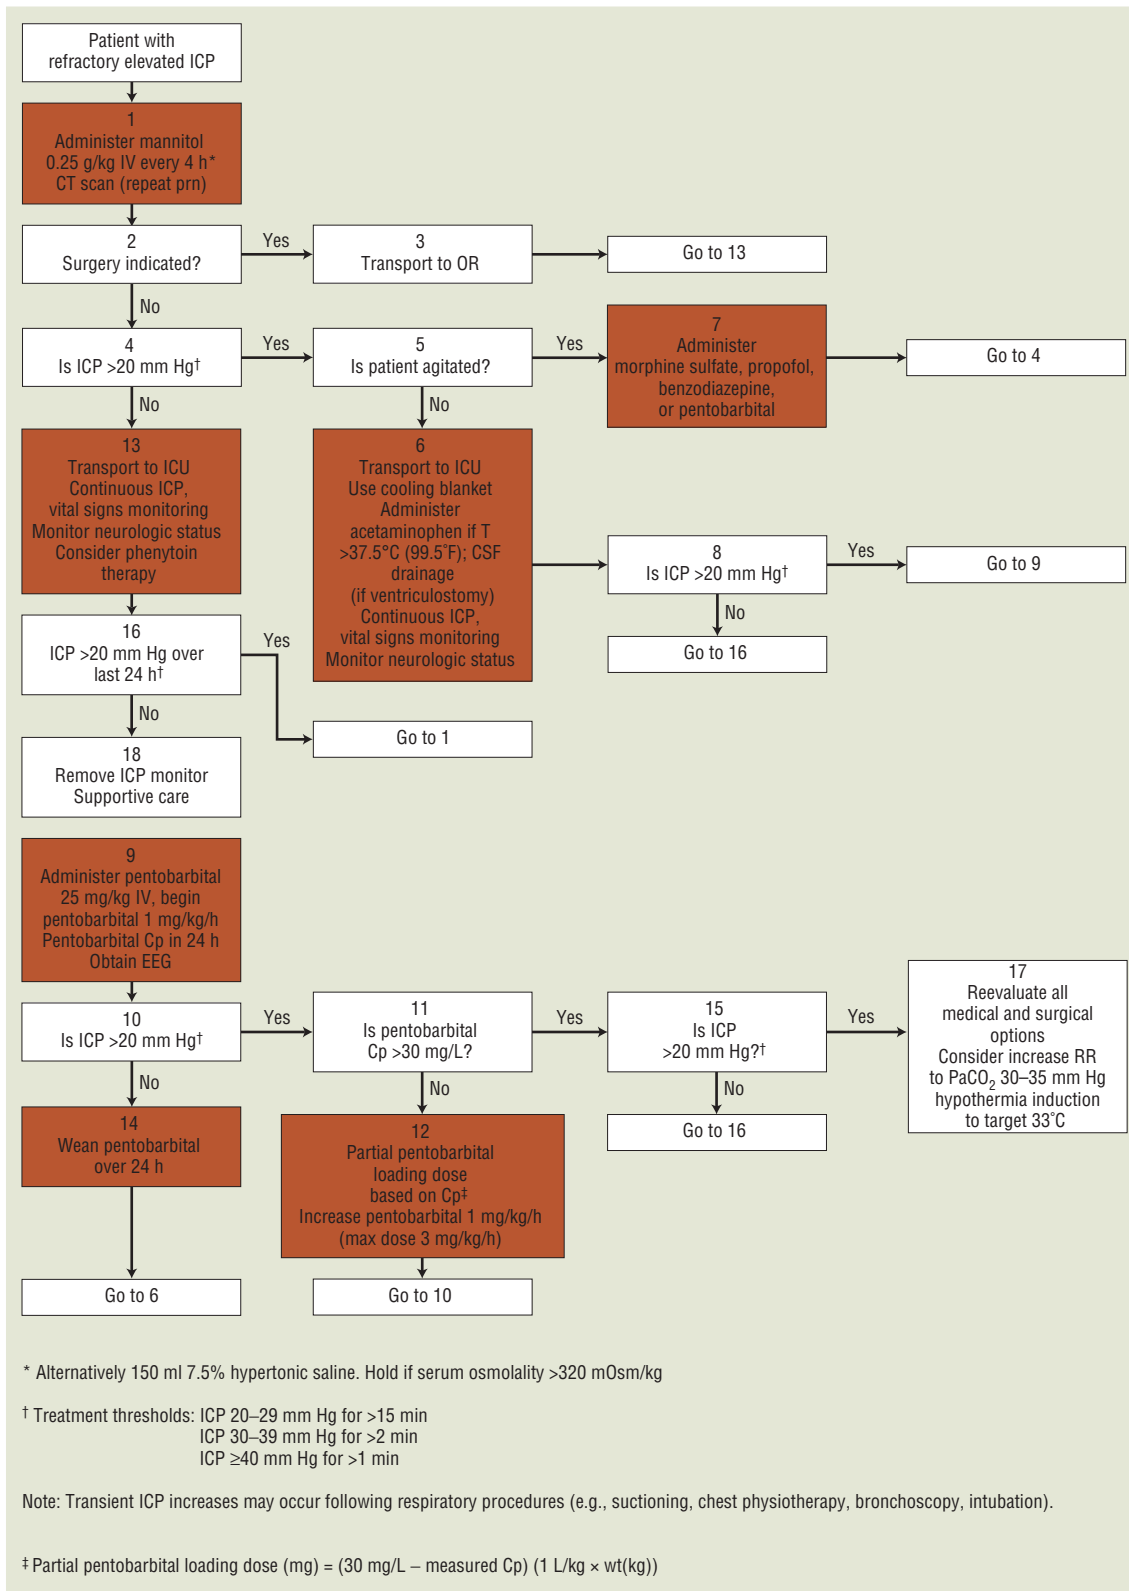 Patient with
refractory elevated ICP
1
Administer mannitol
0.25 g/kg IV every 4 h*
CT scan (repeat prn)
2
Surgery indicated?
Yes
3
Transport to OR
Go to 13
No
4
Is ICP >20 mm Hg†
Yes
5
Is patient agitated?
Yes
7
Administer
morphine sulfate, propofol,
benzodiazepine,
or pentobarbital
Go to 4
No
No
13
Transport to ICU
Continuous ICP,
vital signs monitoring
Monitor neurologic status
Consider phenytoin
therapy
6
Transport to ICU
Use cooling blanket
Administer
acetaminophen if T
>37.5°C (99.5°F); CSF
drainage
(if ventriculostomy)
Continuous ICP,
vital signs monitoring
Monitor neurologic status
8
Is ICP >20 mm Hg†
Yes
Go to 9
No
Go to 16
16
ICP >20 mm Hg over
last 24 h†
Yes
Go to 1
No
18
Remove ICP monitor
Supportive care
9
Administer pentobarbital
25 mg/kg IV, begin
pentobarbital 1 mg/kg/h
Pentobarbital Cp in 24 h
Obtain EEG
10
Is ICP >20 mm Hg†
Yes
11
Is pentobarbital
Cp >30 mg/L?
Yes
15
Is ICP
>20 mm Hg?†
Yes
17
Reevaluate all
medical and surgical
options
Consider increase RR
to PaCO₂ 30–35 mm Hg
hypothermia induction
to target 33°C
No
No
No
14
Wean pentobarbital
over 24 h
12
Partial pentobarbital
loading dose
based on Cp‡
Increase pentobarbital 1 mg/kg/h
(max dose 3 mg/kg/h)
Go to 16
Go to 6
Go to 10
* Alternatively 150 ml 7.5% hypertonic saline. Hold if serum osmolality >320 mOsm/kg
† Treatment thresholds: ICP 20–29 mm Hg for >15 min
ICP 30–39 mm Hg for >2 min
ICP ≥40 mm Hg for >1 min
Note: Transient ICP increases may occur following respiratory procedures (e.g., suctioning, chest physiotherapy, bronchoscopy, intubation).
‡ Partial pentobarbital loading dose (mg) = (30 mg/L – measured Cp) (1 L/kg × wt(kg))